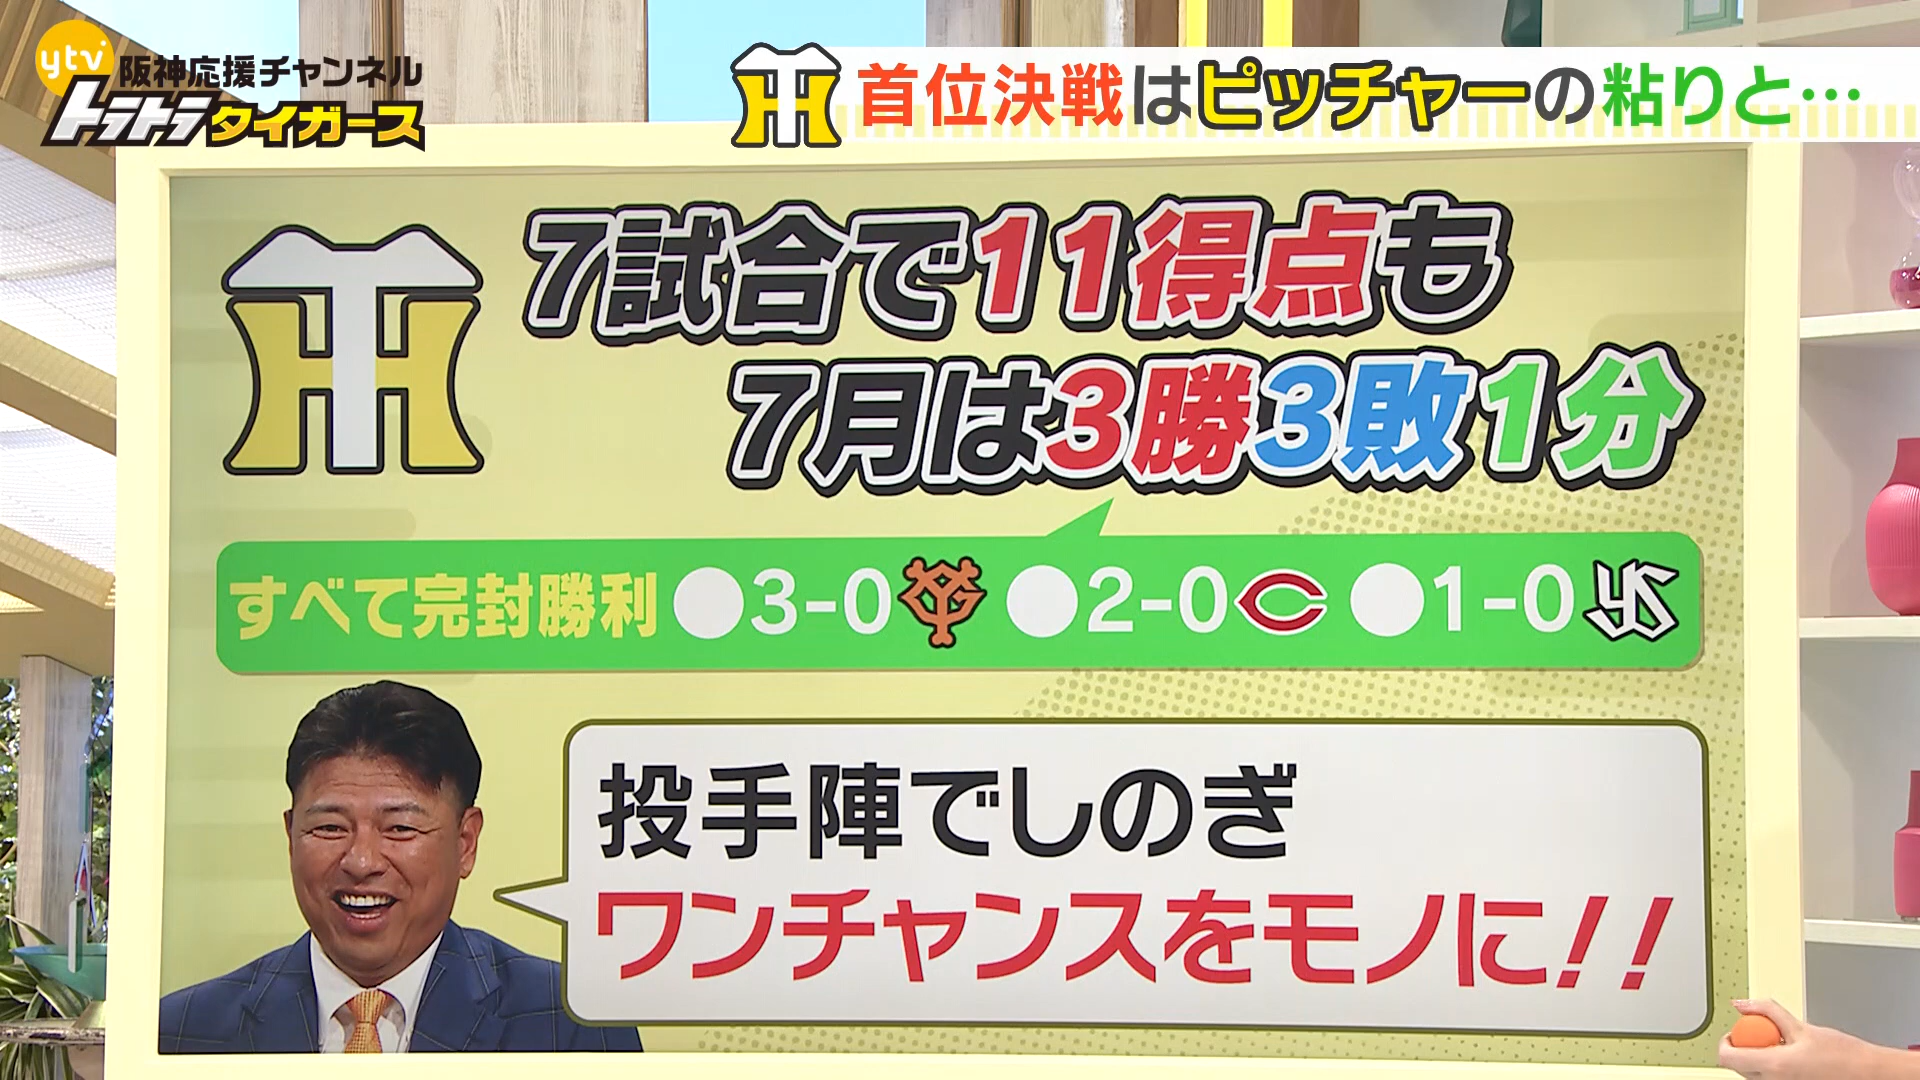 ytv
阪神応援チャンネル
トラトラタイガース
首位決戦はピッチャーの粘りと…
7試合で11得点も
7月は3勝3敗1分
すべて完封勝利 ●3-0 ●2-0 ●1-0
投手陣でしのぎ
ワンチャンスをモノに!!